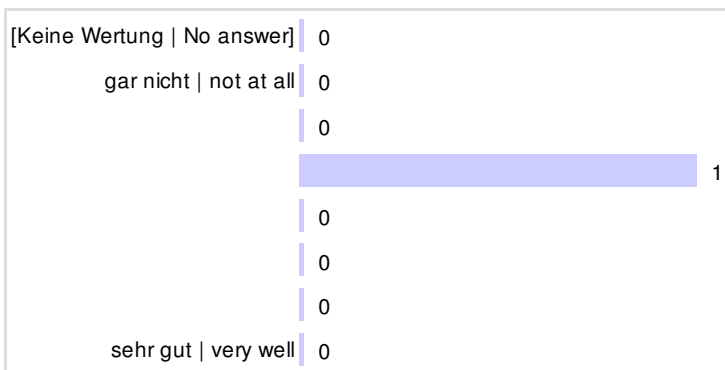 [Keine Wertung | No answer] 0
gar nicht | not at all 0
0
1
0
0
0
sehr gut | very well 0